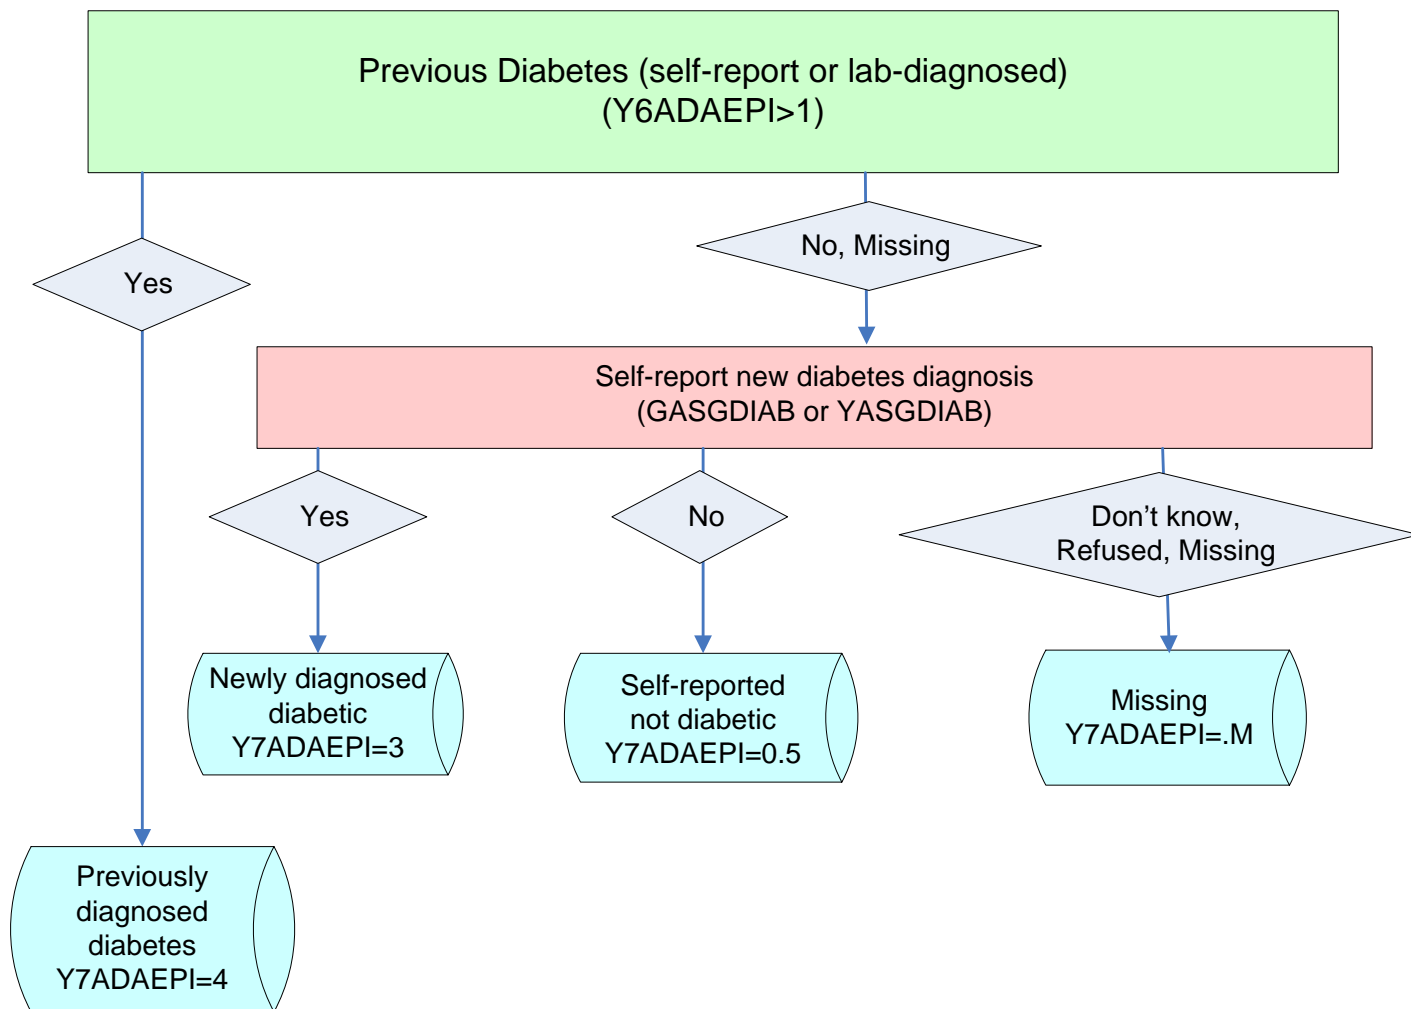 Previous Diabetes (self-report or lab-diagnosed)
(Y6ADAEPI>1)
Yes
No, Missing
Self-report new diabetes diagnosis
(GASGDIAB or YASGDIAB)
Yes
No
Don't know,
Refused, Missing
Newly diagnosed
diabetic
Y7ADAEPI=3
Self-reported
not diabetic
Y7ADAEPI=0.5
Missing
Y7ADAEPI=.M
Previously
diagnosed
diabetes
Y7ADAEPI=4